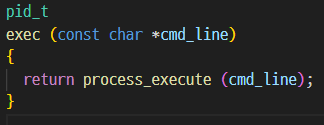 pid_t
exec (const char *cmd_line)
{
  return process_execute (cmd_line);
}